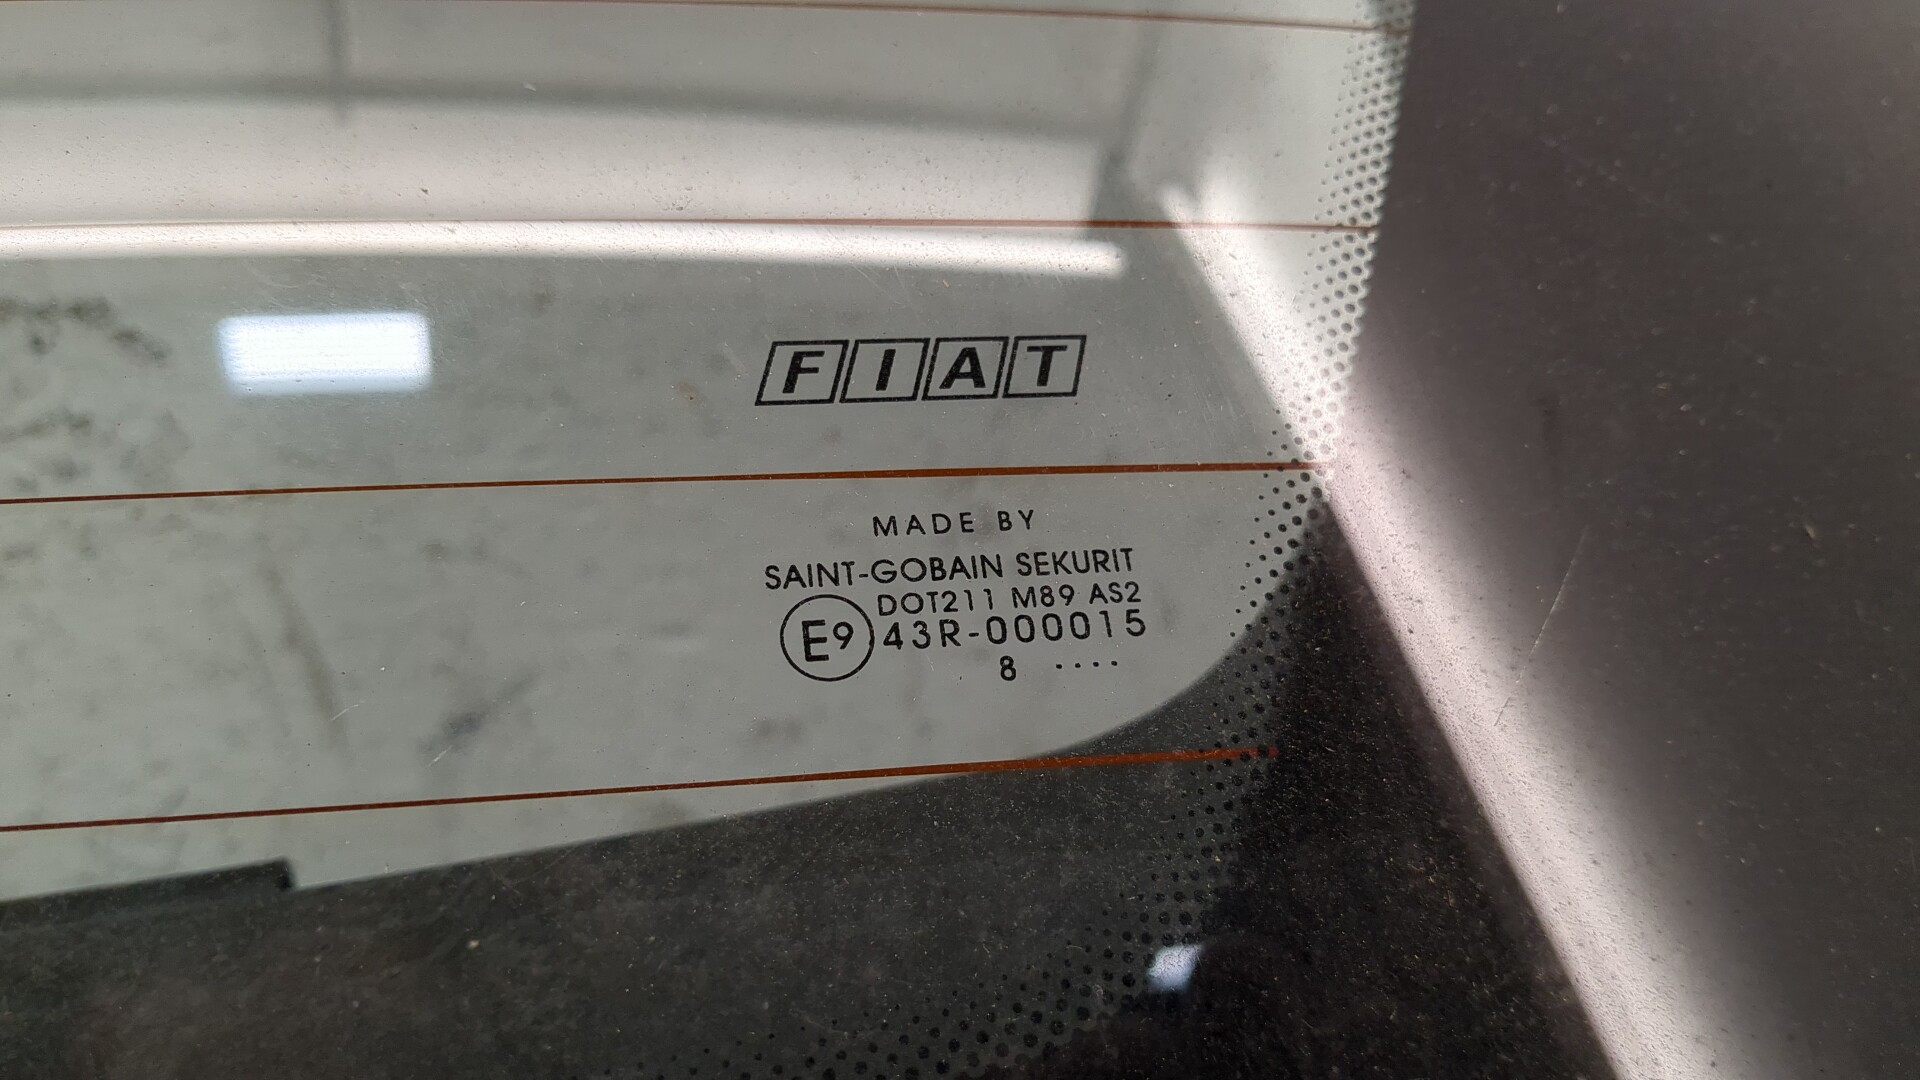 FIAT
MADE BY
SAINT-GOBAIN SEKURIT
DOT211 M89 AS2
E9 43R-000015
8 ····